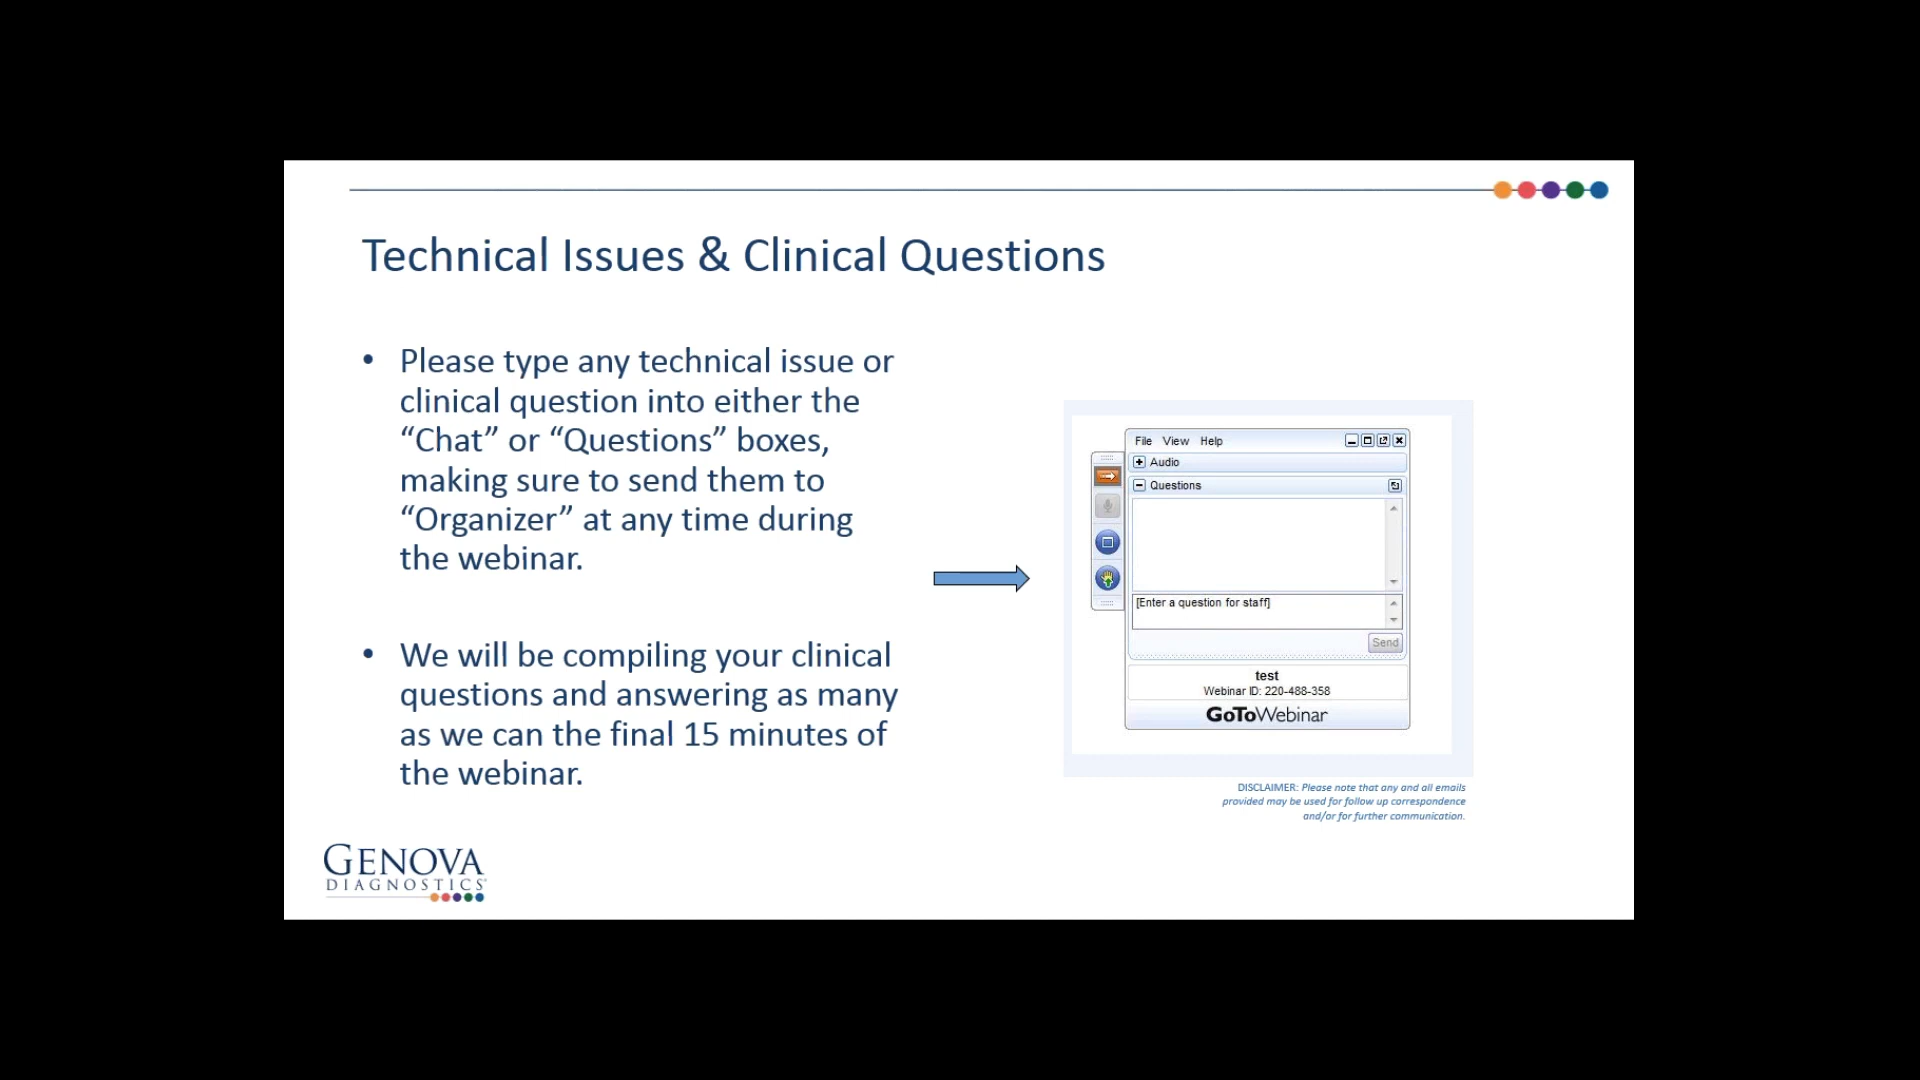 Technical Issues & Clinical Questions
• Please type any technical issue or
clinical question into either the
“Chat” or “Questions” boxes,
making sure to send them to
“Organizer” at any time during
the webinar.
• We will be compiling your clinical
questions and answering as many
as we can the final 15 minutes of
the webinar.
File View Help
Audio
Questions
[Enter a question for staff]
Send
test
Webinar ID: 220-488-358
GoToWebinar
DISCLAIMER: Please note that any and all emails
provided may be used for follow up correspondence
and/or for further communication.
GENOVA
DIAGNOSTICS